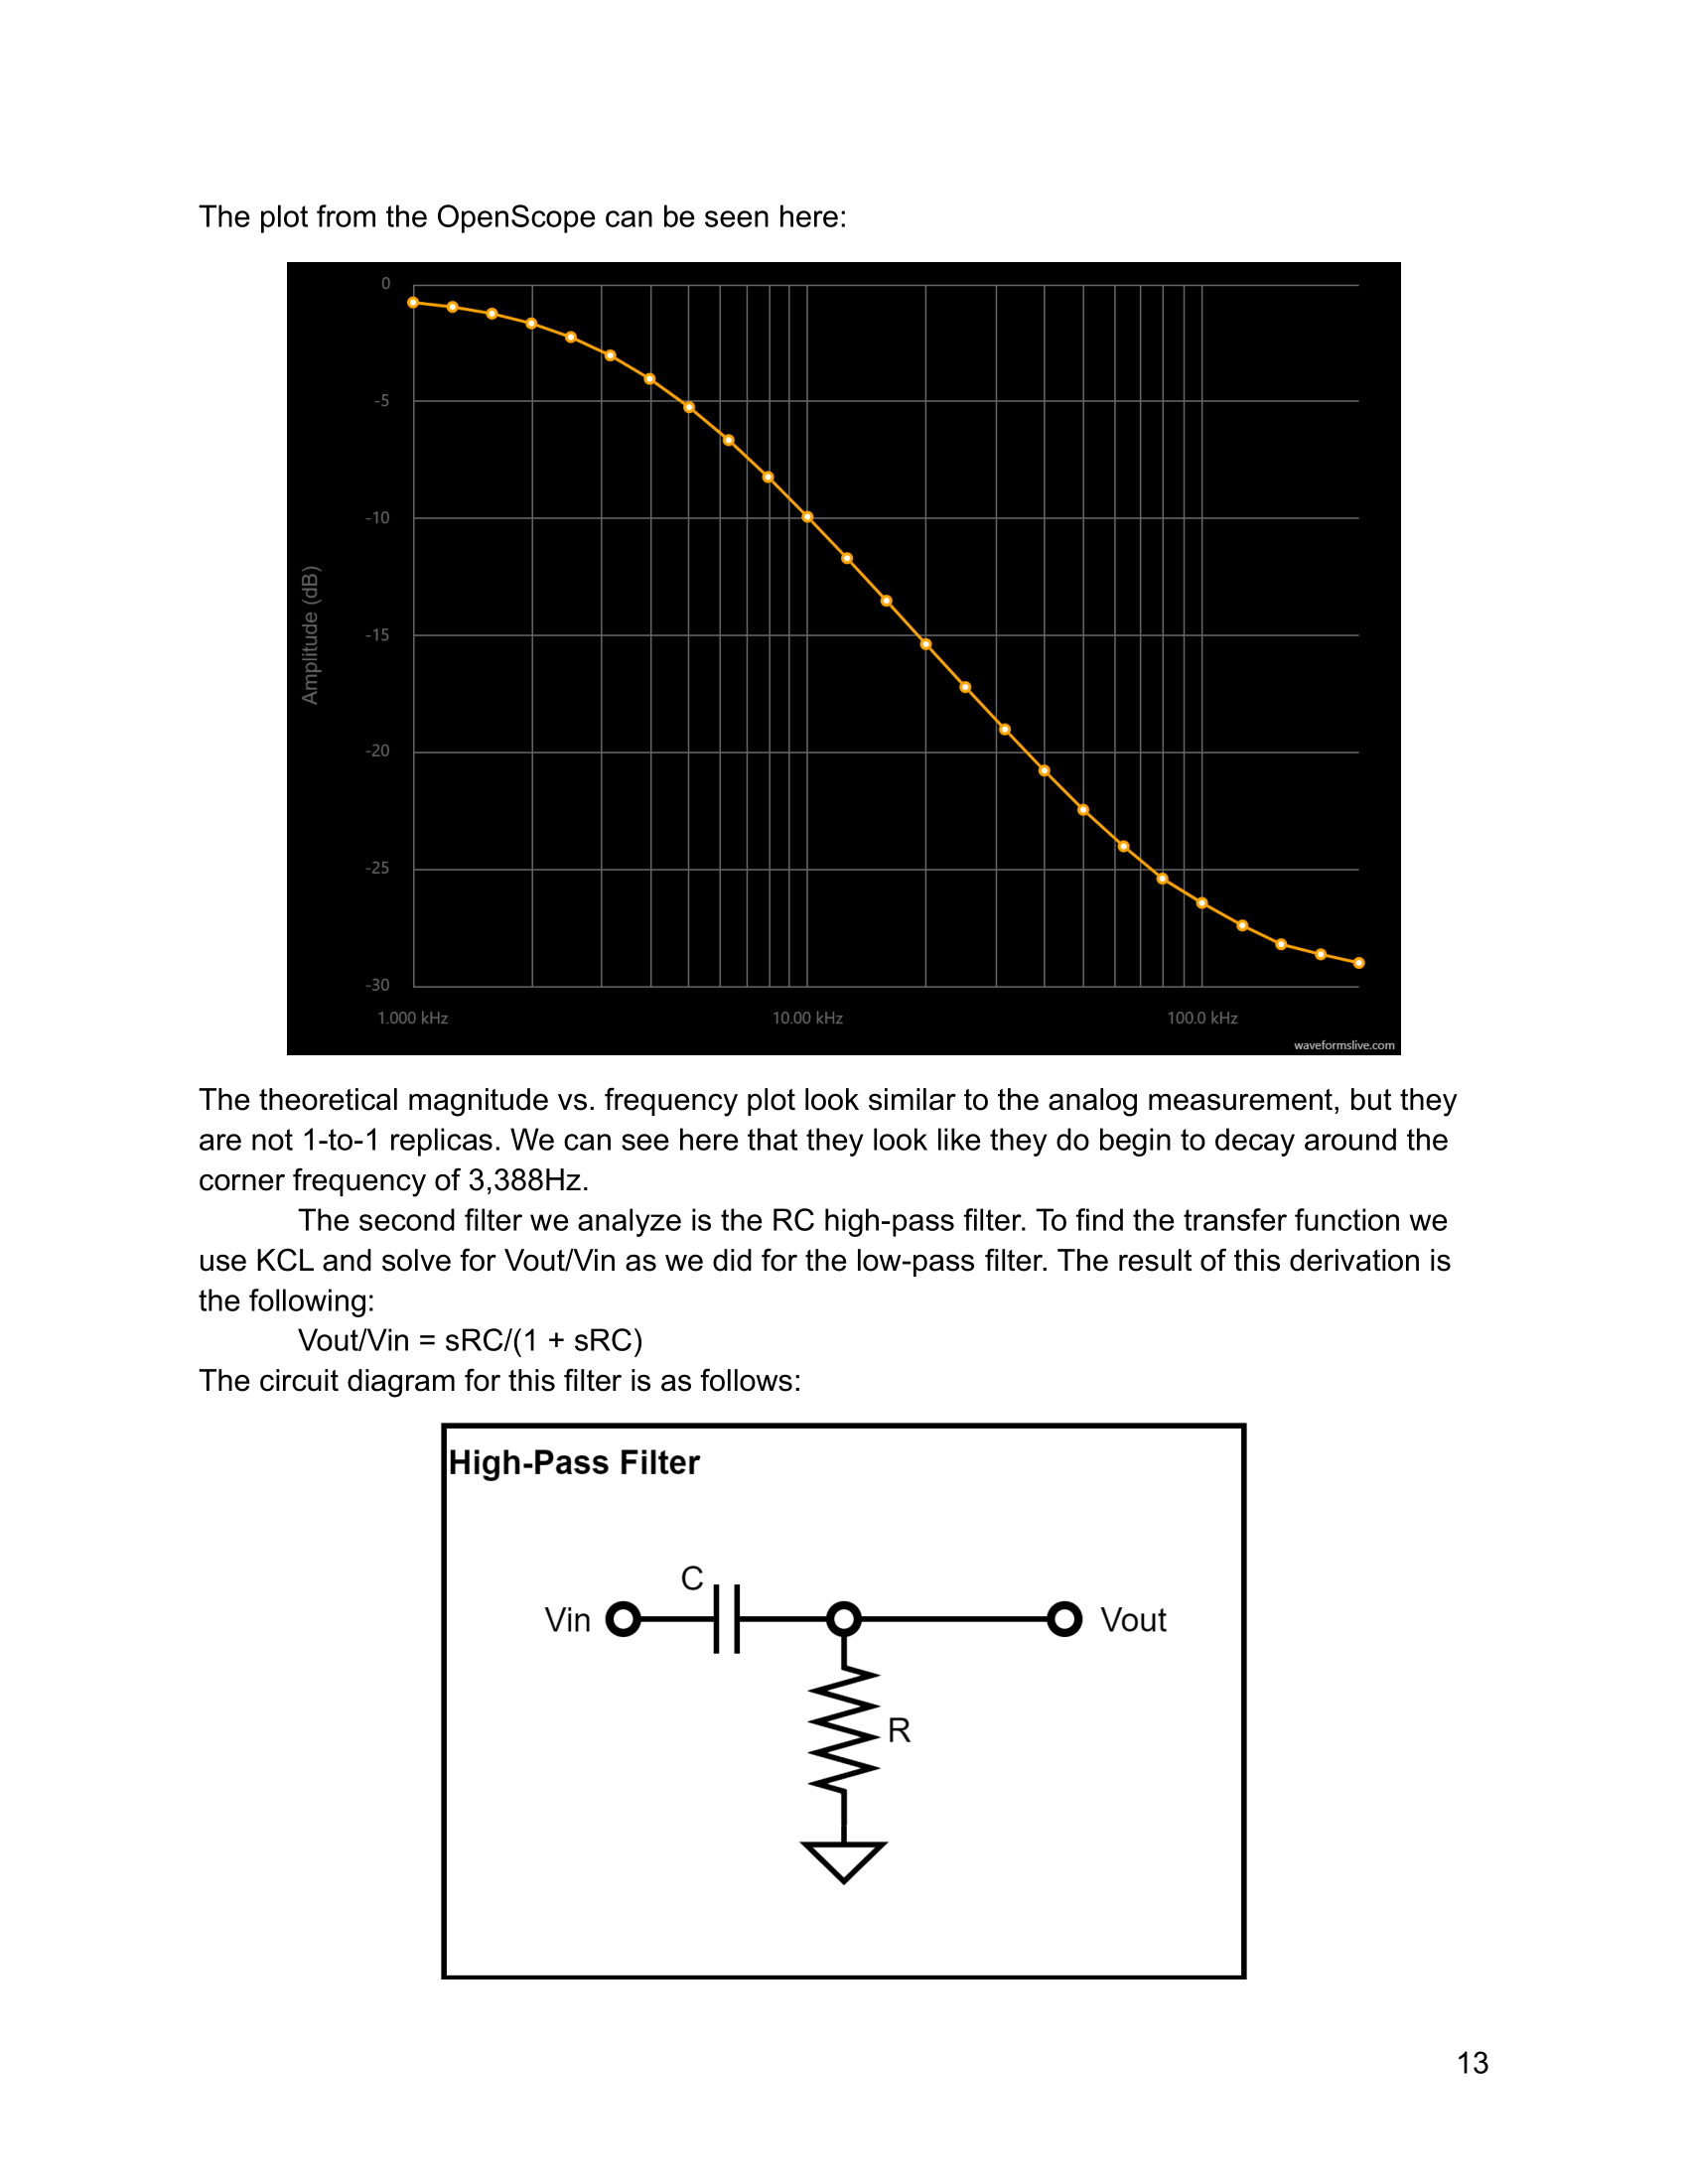 The plot from the OpenScope can be seen here:
0
-5
-10
-15
-20
-25
-30
Amplitude (dB)
1.000 kHz
10.00 kHz
100.0 kHz
waveformslive.com
The theoretical magnitude vs. frequency plot look similar to the analog measurement, but they
are not 1-to-1 replicas. We can see here that they look like they do begin to decay around the
corner frequency of 3,388Hz.
The second filter we analyze is the RC high-pass filter. To find the transfer function we
use KCL and solve for Vout/Vin as we did for the low-pass filter. The result of this derivation is
the following:
Vout/Vin = sRC/(1 + sRC)
The circuit diagram for this filter is as follows:
High-Pass Filter
C
Vin
Vout
R
13